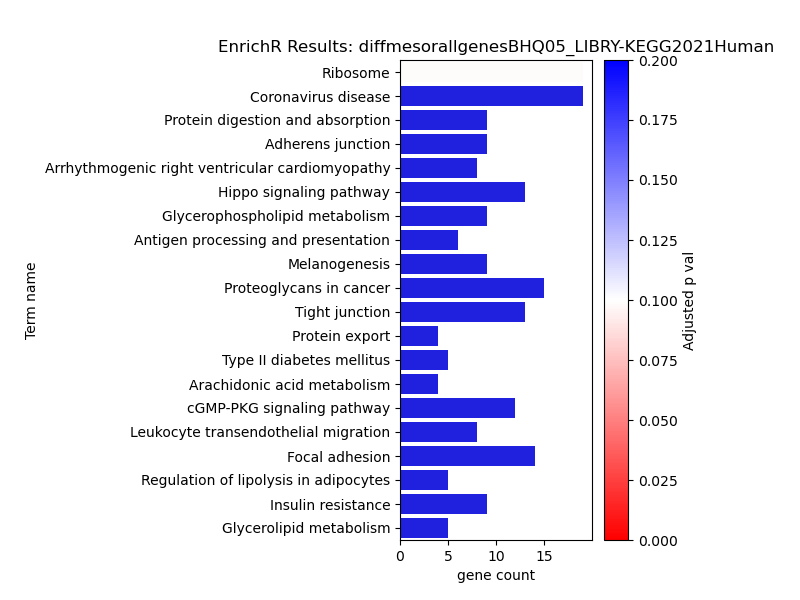 EnrichR Results: diffmesorallgenesBHQ05_LIBRY-KEGG2021Human
Ribosome
Coronavirus disease
Protein digestion and absorption
Adherens junction
Arrhythmogenic right ventricular cardiomyopathy
Hippo signaling pathway
Glycerophospholipid metabolism
Antigen processing and presentation
Melanogenesis
Proteoglycans in cancer
Tight junction
Protein export
Type II diabetes mellitus
Arachidonic acid metabolism
cGMP-PKG signaling pathway
Leukocyte transendothelial migration
Focal adhesion
Regulation of lipolysis in adipocytes
Insulin resistance
Glycerolipid metabolism
Term name
0 5 10 15
gene count
0.200
0.175
0.150
0.125
0.100
0.075
0.050
0.025
0.000
Adjusted p val